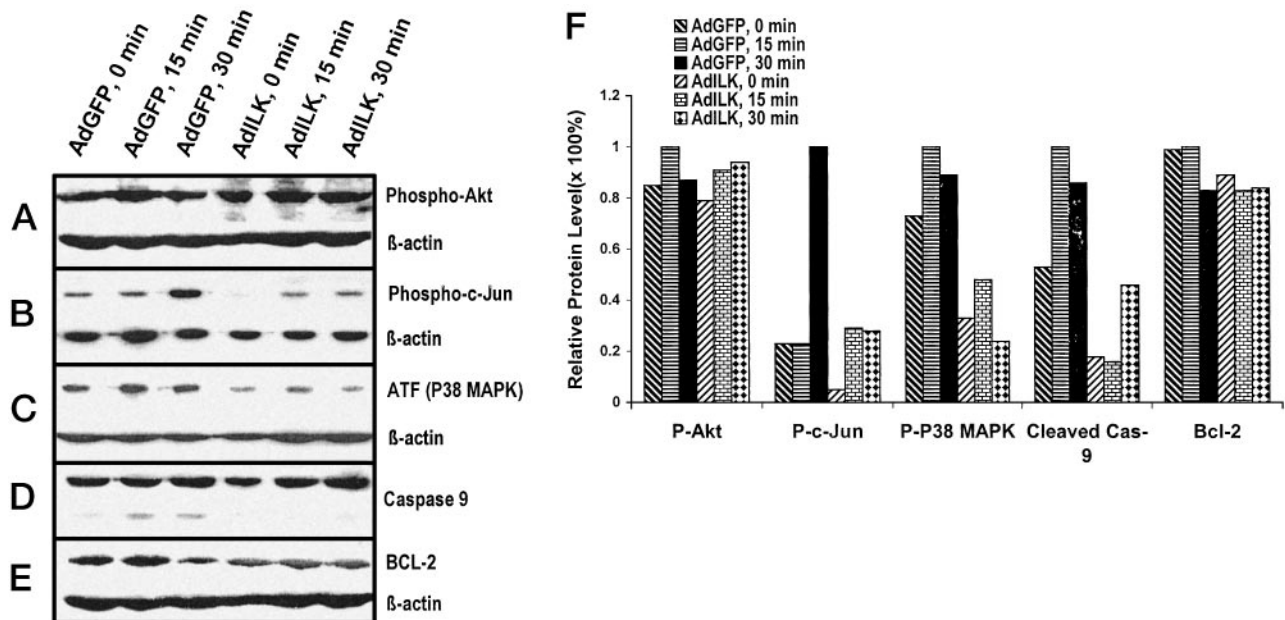 AdGFP, 0 min
AdGFP, 15 min
AdGFP, 30 min
AdILK, 0 min
AdILK, 15 min
AdILK, 30 min
A
Phospho-Akt
ß-actin
B
Phospho-c-Jun
ß-actin
C
ATF (P38 MAPK)
ß-actin
D
Caspase 9
E
BCL-2
ß-actin
F
AdGFP, 0 min
AdGFP, 15 min
AdGFP, 30 min
AdILK, 0 min
AdILK, 15 min
AdILK, 30 min
Relative Protein Level(x 100%)
1.2
1
0.8
0.6
0.4
0.2
0
P-Akt
P-c-Jun
P-P38 MAPK
Cleaved Cas-
9
Bcl-2